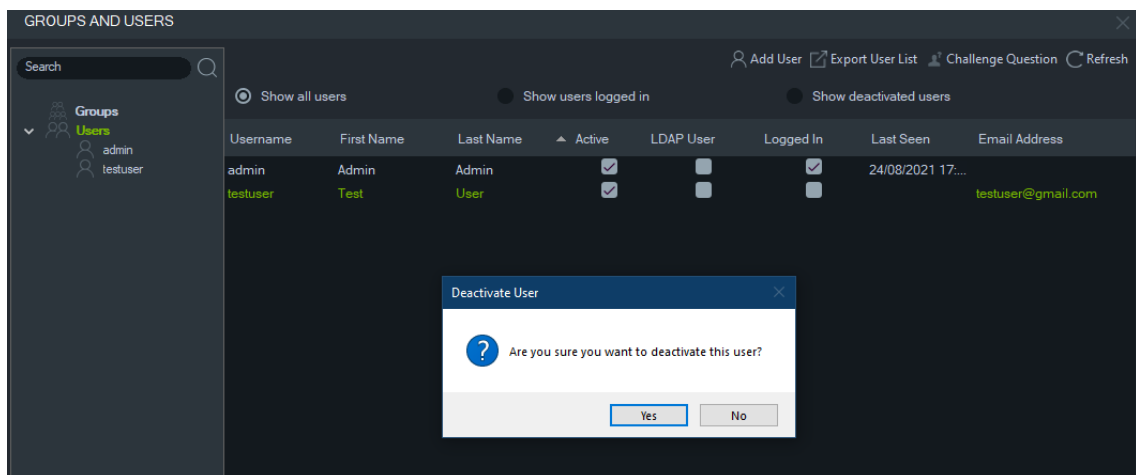 GROUPS AND USERS
Search
Add User Export User List Challenge Question Refresh
Groups
Users
admin
testuser
Show all users Show users logged in Show deactivated users
Username First Name Last Name Active LDAP User Logged In Last Seen Email Address
admin Admin Admin 24/08/2021 17:...
testuser Test User testuser@gmail.com
Deactivate User
Are you sure you want to deactivate this user?
Yes No